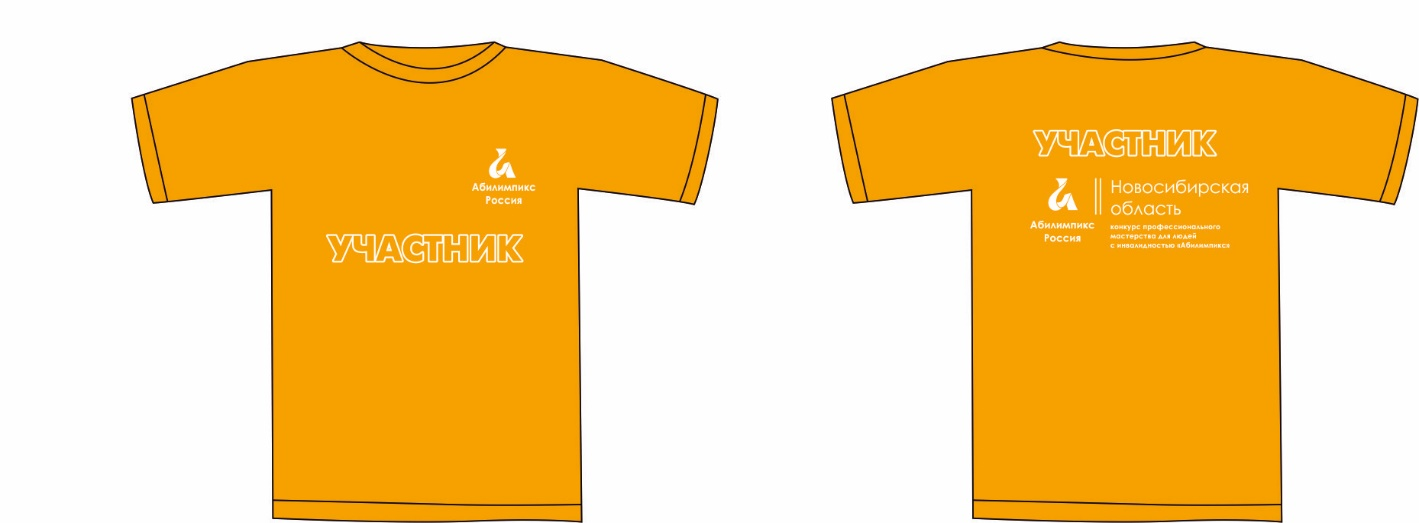 Абилимпикс
Россия
УЧАСТНИК
УЧАСТНИК
Новосибирская
область
Абилимпикс
Россия
конкурс профессионального
мастерства для людей
с инвалидностью «Абилимпикс»